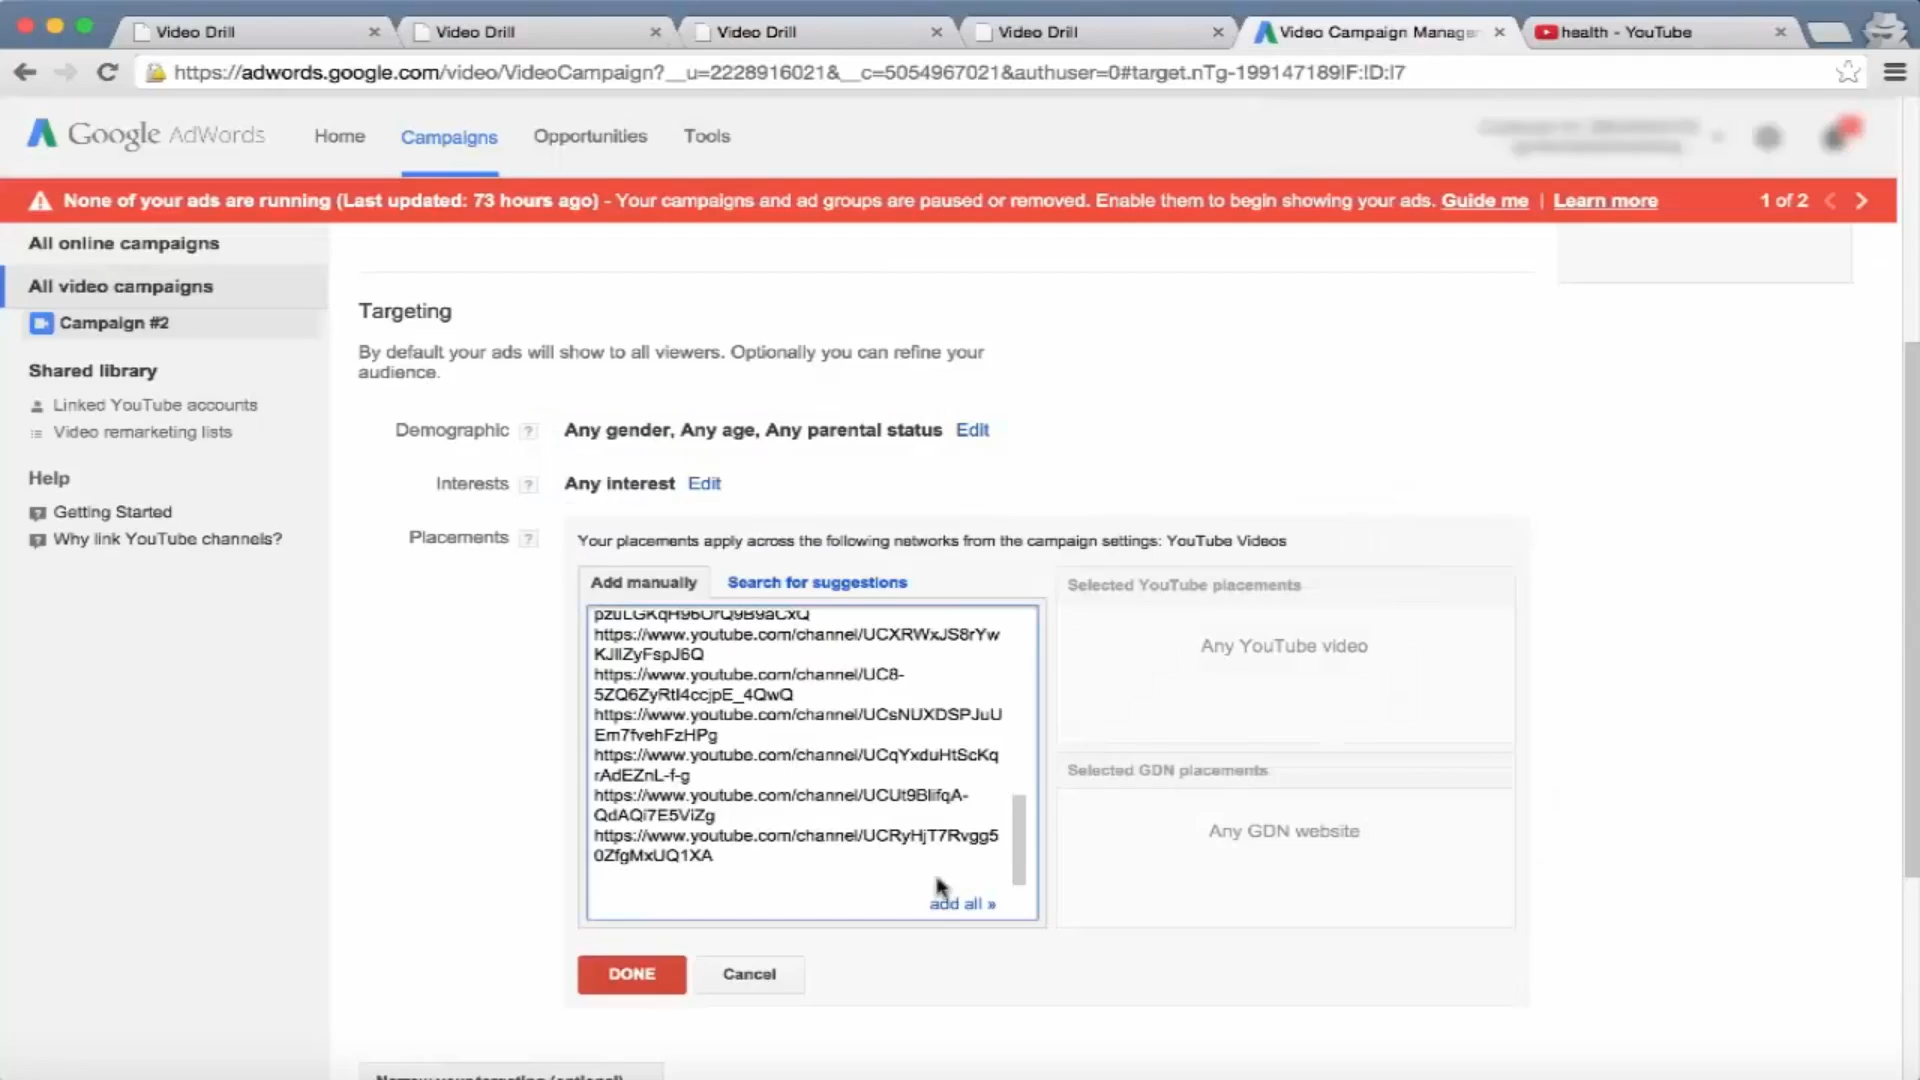 Video Drill
Video Drill
Video Drill
Video Drill
Video Campaign Manage
health - YouTube
https://adwords.google.com/video/VideoCampaign?__u=2228916021&__c=5054967021&authuser=0#target.nTg-199147189!F:!D:!7
Google AdWords
Home
Campaigns
Opportunities
Tools
None of your ads are running (Last updated: 73 hours ago) - Your campaigns and ad groups are paused or removed. Enable them to begin showing your ads. Guide me | Learn more
1 of 2
All online campaigns
All video campaigns
Campaign #2
Shared library
Linked YouTube accounts
Video remarketing lists
Help
Getting Started
Why link YouTube channels?
Targeting
By default your ads will show to all viewers. Optionally you can refine your
audience.
Demographic ? Any gender, Any age, Any parental status Edit
Interests ? Any interest Edit
Placements ? Your placements apply across the following networks from the campaign settings: YouTube Videos
Add manually
Search for suggestions
https://www.youtube.com/channel/UCXRWxJS8rYw
KJllZyFspJ6Q
https://www.youtube.com/channel/UC8-
5ZQ6ZyRtI4ccjpE_4QwQ
https://www.youtube.com/channel/UCsNUXDSPJuU
Em7fvehFzHPg
https://www.youtube.com/channel/UCqYxduHtScKq
rAdEZnL-f-g
https://www.youtube.com/channel/UCUt9BlifqA-
QdAQi7E5ViZg
https://www.youtube.com/channel/UCRyHjT7Rvgg5
0ZfgMxUQ1XA
add all »
Selected YouTube placements
Any YouTube video
Selected GDN placements
Any GDN website
DONE
Cancel
Narrow your targeting (optional)